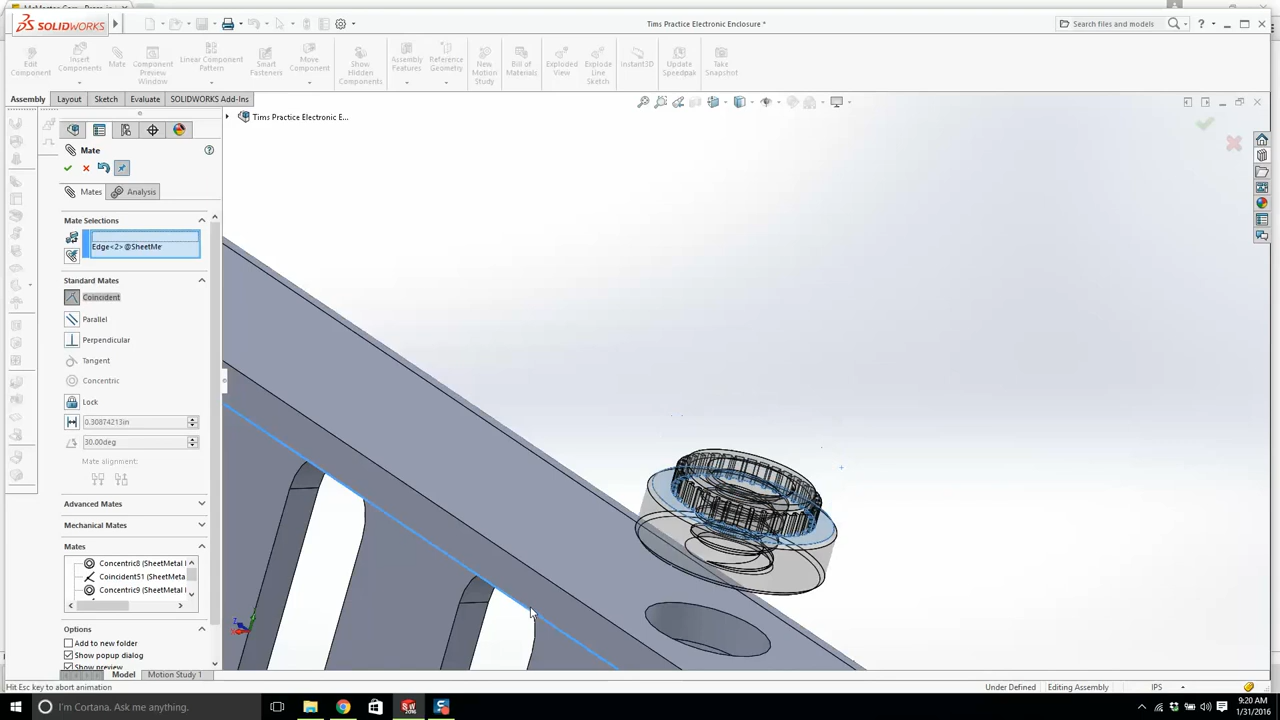 SOLIDWORKS
Tims Practice Electronic Enclosure *
Search files and models
Edit Component
Insert Components
Mate
Component Preview Window
Linear Component Pattern
Smart Fasteners
Move Component
Show Hidden Components
Assembly Features
Reference Geometry
New Motion Study
Bill of Materials
Exploded View
Explode Line Sketch
Instant3D
Update Speedpak
Take Snapshot
Assembly
Layout
Sketch
Evaluate
SOLIDWORKS Add-Ins
Tims Practice Electronic E...
Mate
Mates
Analysis
Mate Selections
Edge<2>@SheetMe
Standard Mates
Coincident
Parallel
Perpendicular
Tangent
Concentric
Lock
0.30874213in
30.00deg
Mate alignment:
Advanced Mates
Mechanical Mates
Mates
Concentric8 (SheetMetal
Coincident51 (SheetMeta
Concentric9 (SheetMetal
Options
Add to new folder
Show popup dialog
Show preview
Model
Motion Study 1
Hit Esc key to abort animation
Under Defined
Editing Assembly
IPS
I'm Cortana. Ask me anything.
9:20 AM
1/31/2016